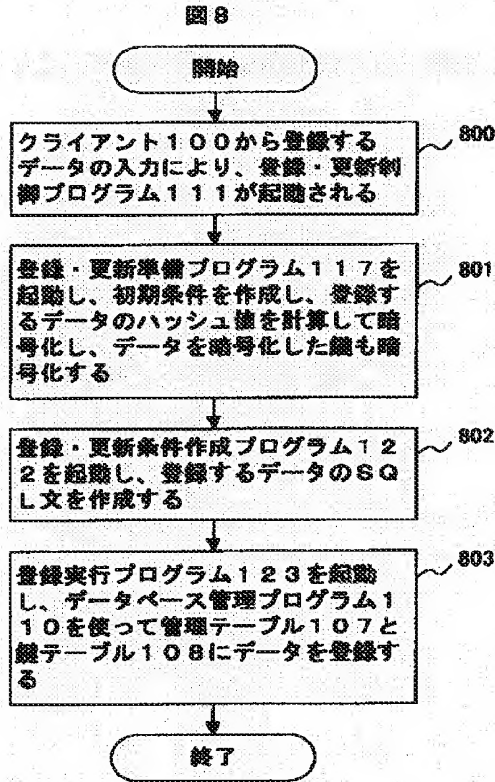 図8
開始
クライアント100から登録する
データの入力により、登録・更新制
御プログラム111が起動される
800
登録・更新準備プログラム117を
起動し、初期条件を作成し、登録す
るデータのハッシュ値を計算して暗
号化し、データを暗号化した鍵も暗
号化する
801
登録・更新条件作成プログラム12
2を起動し、登録するデータのSQ
L文を作成する
802
登録実行プログラム123を起動
し、データベース管理プログラム1
10を使って管理テーブル107と
鍵テーブル108にデータを登録す
る
803
終了